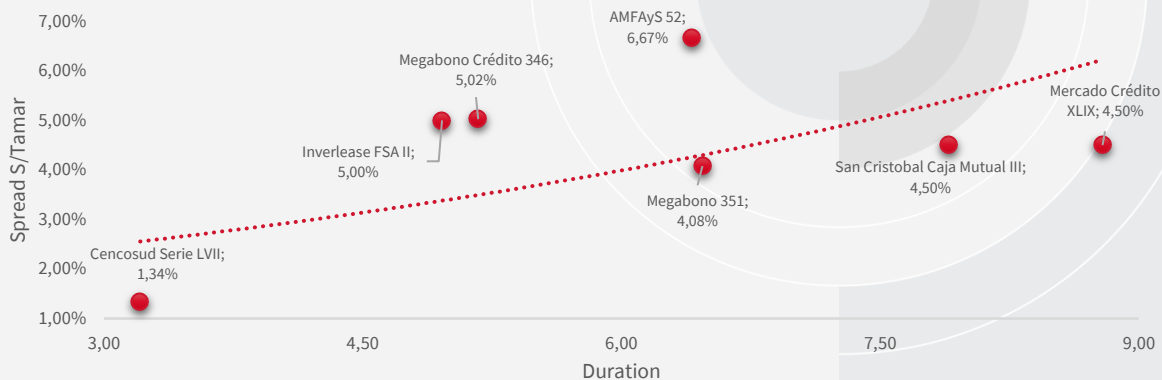 7,00%
6,00%
5,00%
4,00%
3,00%
2,00%
1,00%
Spread S/Tamar
AMFAyS 52;
6,67%
Megabono Crédito 346;
5,02%
Mercado Crédito
XLIX; 4,50%
Inverlease FSA II;
5,00%
San Cristobal Caja Mutual III;
4,50%
Megabono 351;
4,08%
Cencosud Serie LVII;
1,34%
3,00
4,50
6,00
7,50
9,00
Duration